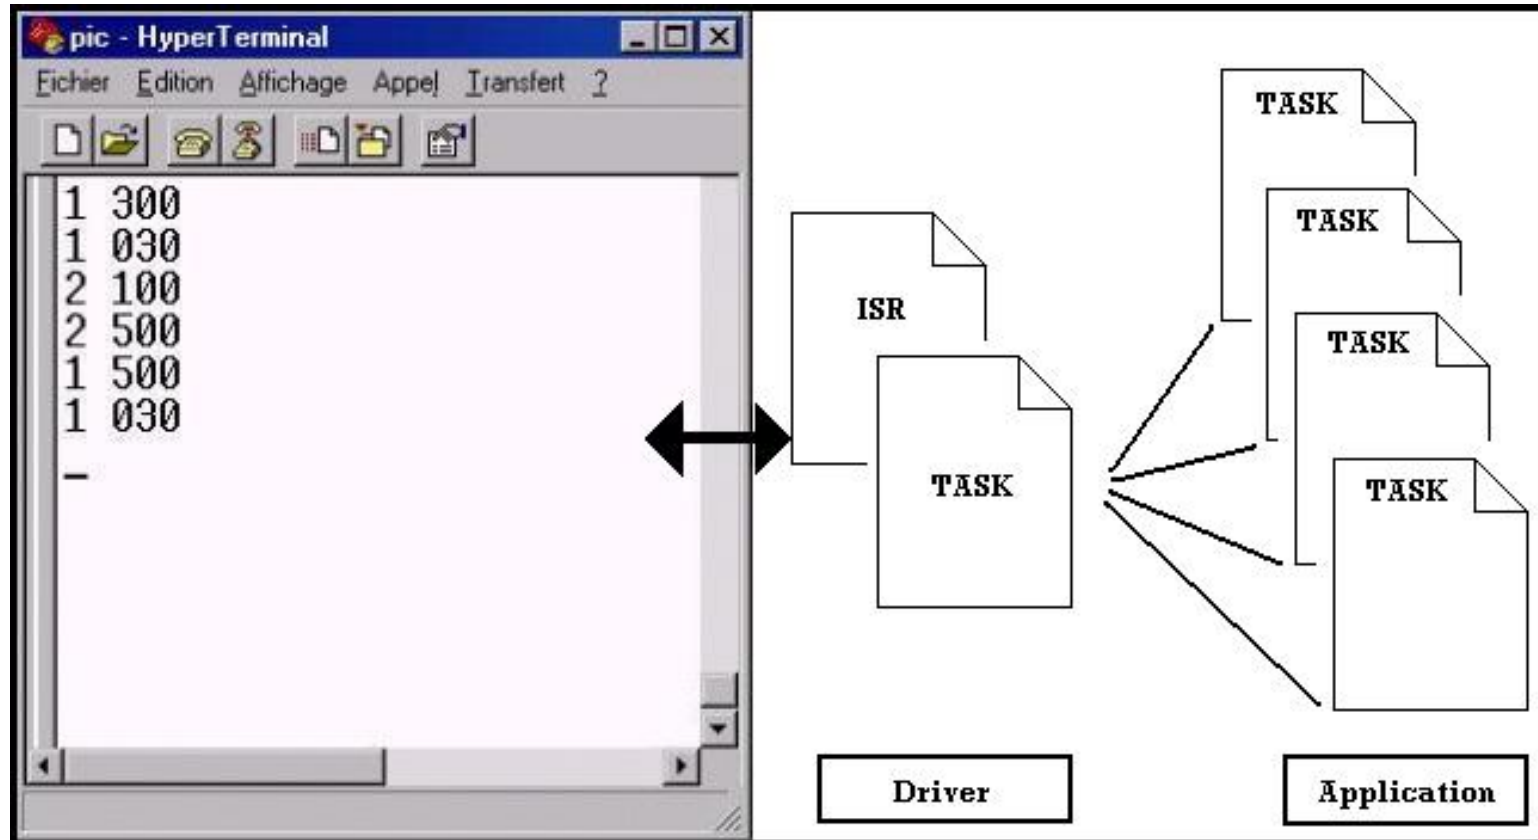 pic - HyperTerminal
Fichier Edition Affichage Appel Transfert ?
1 300
1 030
2 100
2 500
1 500
1 030
_
ISR
TASK
TASK
TASK
TASK
TASK
Driver
Application